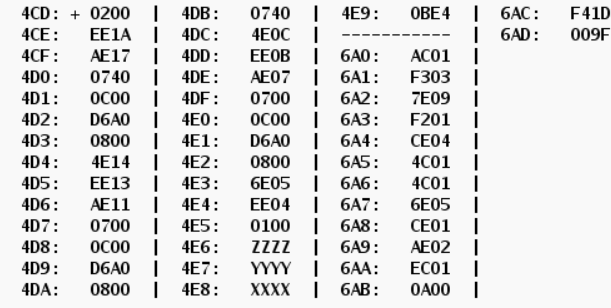 4CD: + 0200 | 4DB: 0740 | 4E9: 0BE4 | 6AC: F41D
4CE: EE1A | 4DC: 4E0C | ----------- | 6AD: 009F
4CF: AE17 | 4DD: EE0B | 6A0: AC01 |
4D0: 0740 | 4DE: AE07 | 6A1: F303 |
4D1: 0C00 | 4DF: 0700 | 6A2: 7E09 |
4D2: D6A0 | 4E0: 0C00 | 6A3: F201 |
4D3: 0800 | 4E1: D6A0 | 6A4: CE04 |
4D4: 4E14 | 4E2: 0800 | 6A5: 4C01 |
4D5: EE13 | 4E3: 6E05 | 6A6: 4C01 |
4D6: AE11 | 4E4: EE04 | 6A7: 6E05 |
4D7: 0700 | 4E5: 0100 | 6A8: CE01 |
4D8: 0C00 | 4E6: ZZZZ | 6A9: AE02 |
4D9: D6A0 | 4E7: YYYY | 6AA: EC01 |
4DA: 0800 | 4E8: XXXX | 6AB: 0A00 |